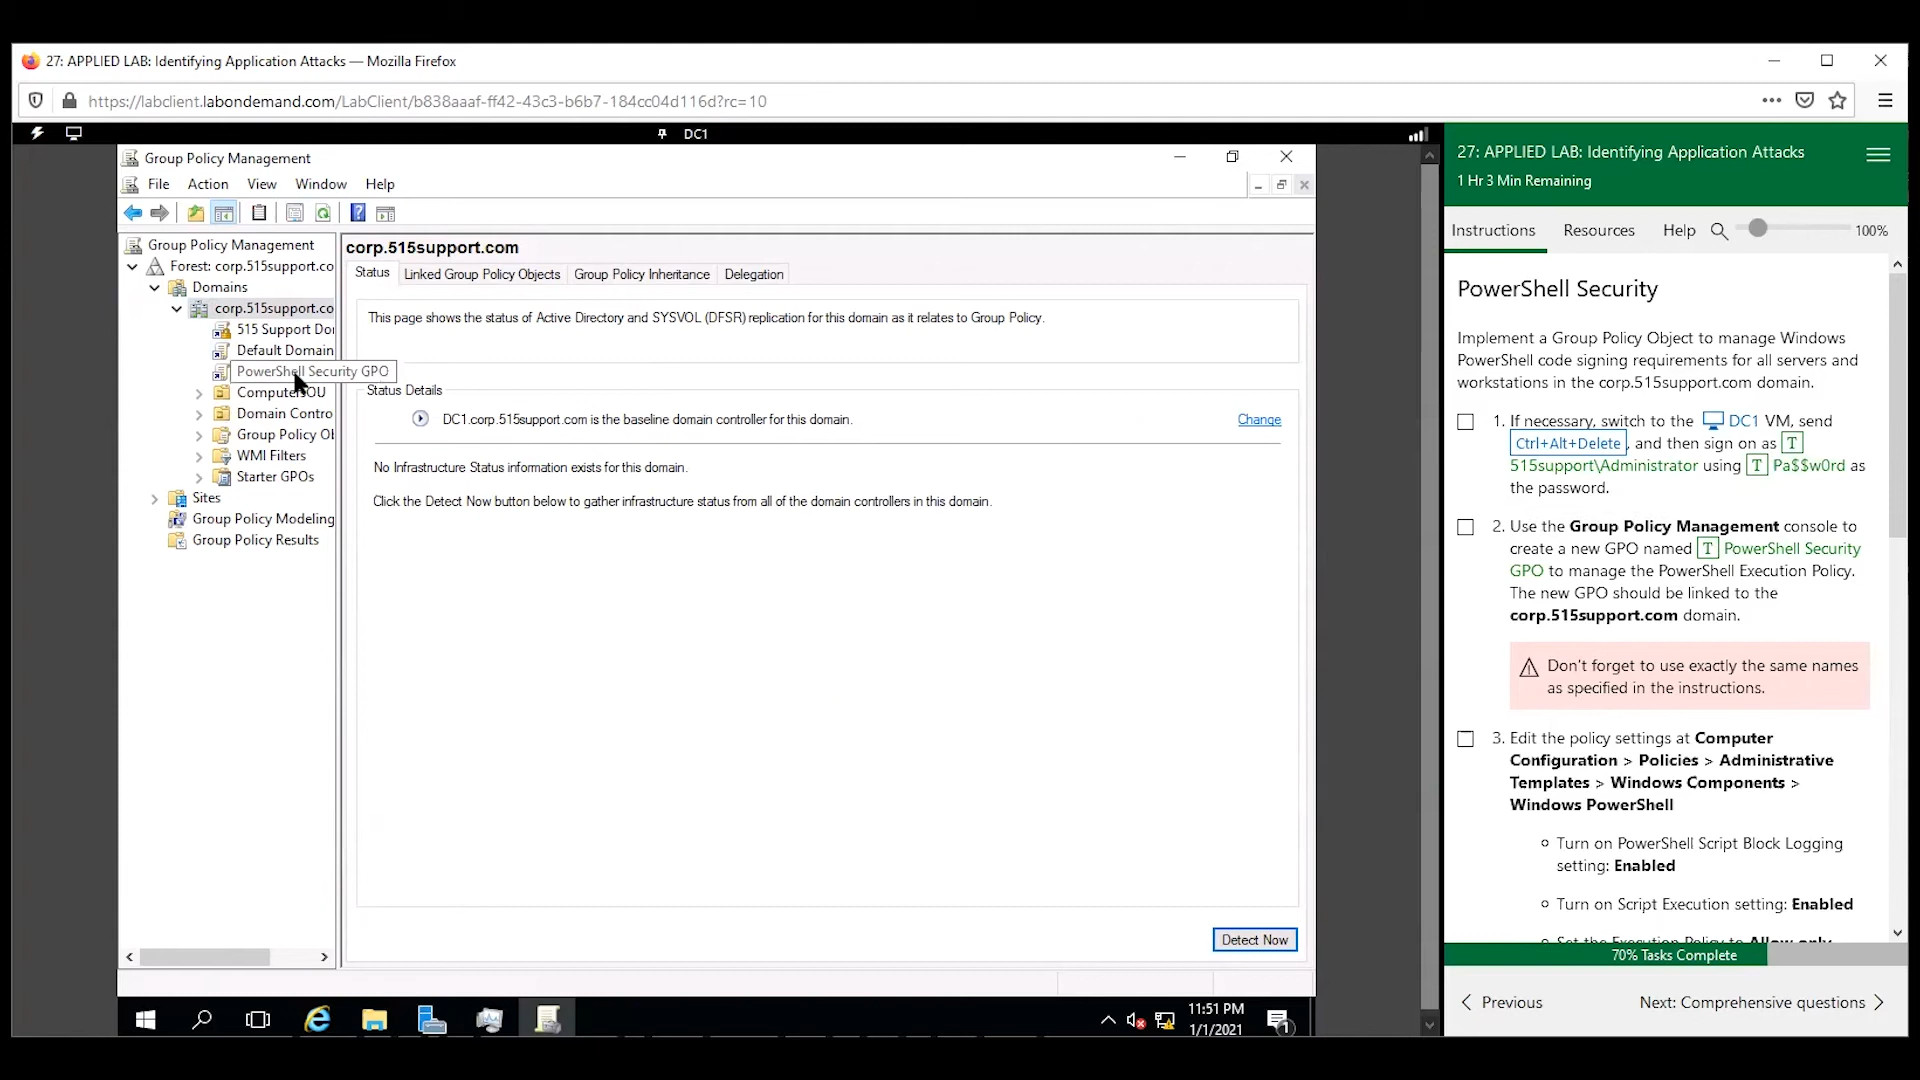 27: APPLIED LAB: Identifying Application Attacks — Mozilla Firefox
https://labclient.labondemand.com/LabClient/b838aaaf-ff42-43c3-b6b7-184cc04d116d?rc=10
DC1
Group Policy Management
File Action View Window Help
Group Policy Management
Forest: corp.515support.co
Domains
corp.515support.co
515 Support Do
Default Domain
PowerShell Security GPO
ComputersOU
Domain Contro
Group Policy Ob
WMI Filters
Starter GPOs
Sites
Group Policy Modeling
Group Policy Results
corp.515support.com
Status Linked Group Policy Objects Group Policy Inheritance Delegation
This page shows the status of Active Directory and SYSVOL (DFSR) replication for this domain as it relates to Group Policy.
Status Details
DC1.corp.515support.com is the baseline domain controller for this domain.
Change
No Infrastructure Status information exists for this domain.
Click the Detect Now button below to gather infrastructure status from all of the domain controllers in this domain.
Detect Now
11:51 PM
1/1/2021
1
27: APPLIED LAB: Identifying Application Attacks
1 Hr 3 Min Remaining
Instructions Resources Help 100%
PowerShell Security
Implement a Group Policy Object to manage Windows
PowerShell code signing requirements for all servers and
workstations in the corp.515support.com domain.
1. If necessary, switch to the DC1 VM, send
Ctrl+Alt+Delete, and then sign on as T
515support\Administrator using T Pa$$w0rd as
the password.
2. Use the Group Policy Management console to
create a new GPO named T PowerShell Security
GPO to manage the PowerShell Execution Policy.
The new GPO should be linked to the
corp.515support.com domain.
Don't forget to use exactly the same names
as specified in the instructions.
3. Edit the policy settings at Computer
Configuration > Policies > Administrative
Templates > Windows Components >
Windows PowerShell
Turn on PowerShell Script Block Logging
setting: Enabled
Turn on Script Execution setting: Enabled
Set the Execution Policy to Allow only
70% Tasks Complete
Previous
Next: Comprehensive questions